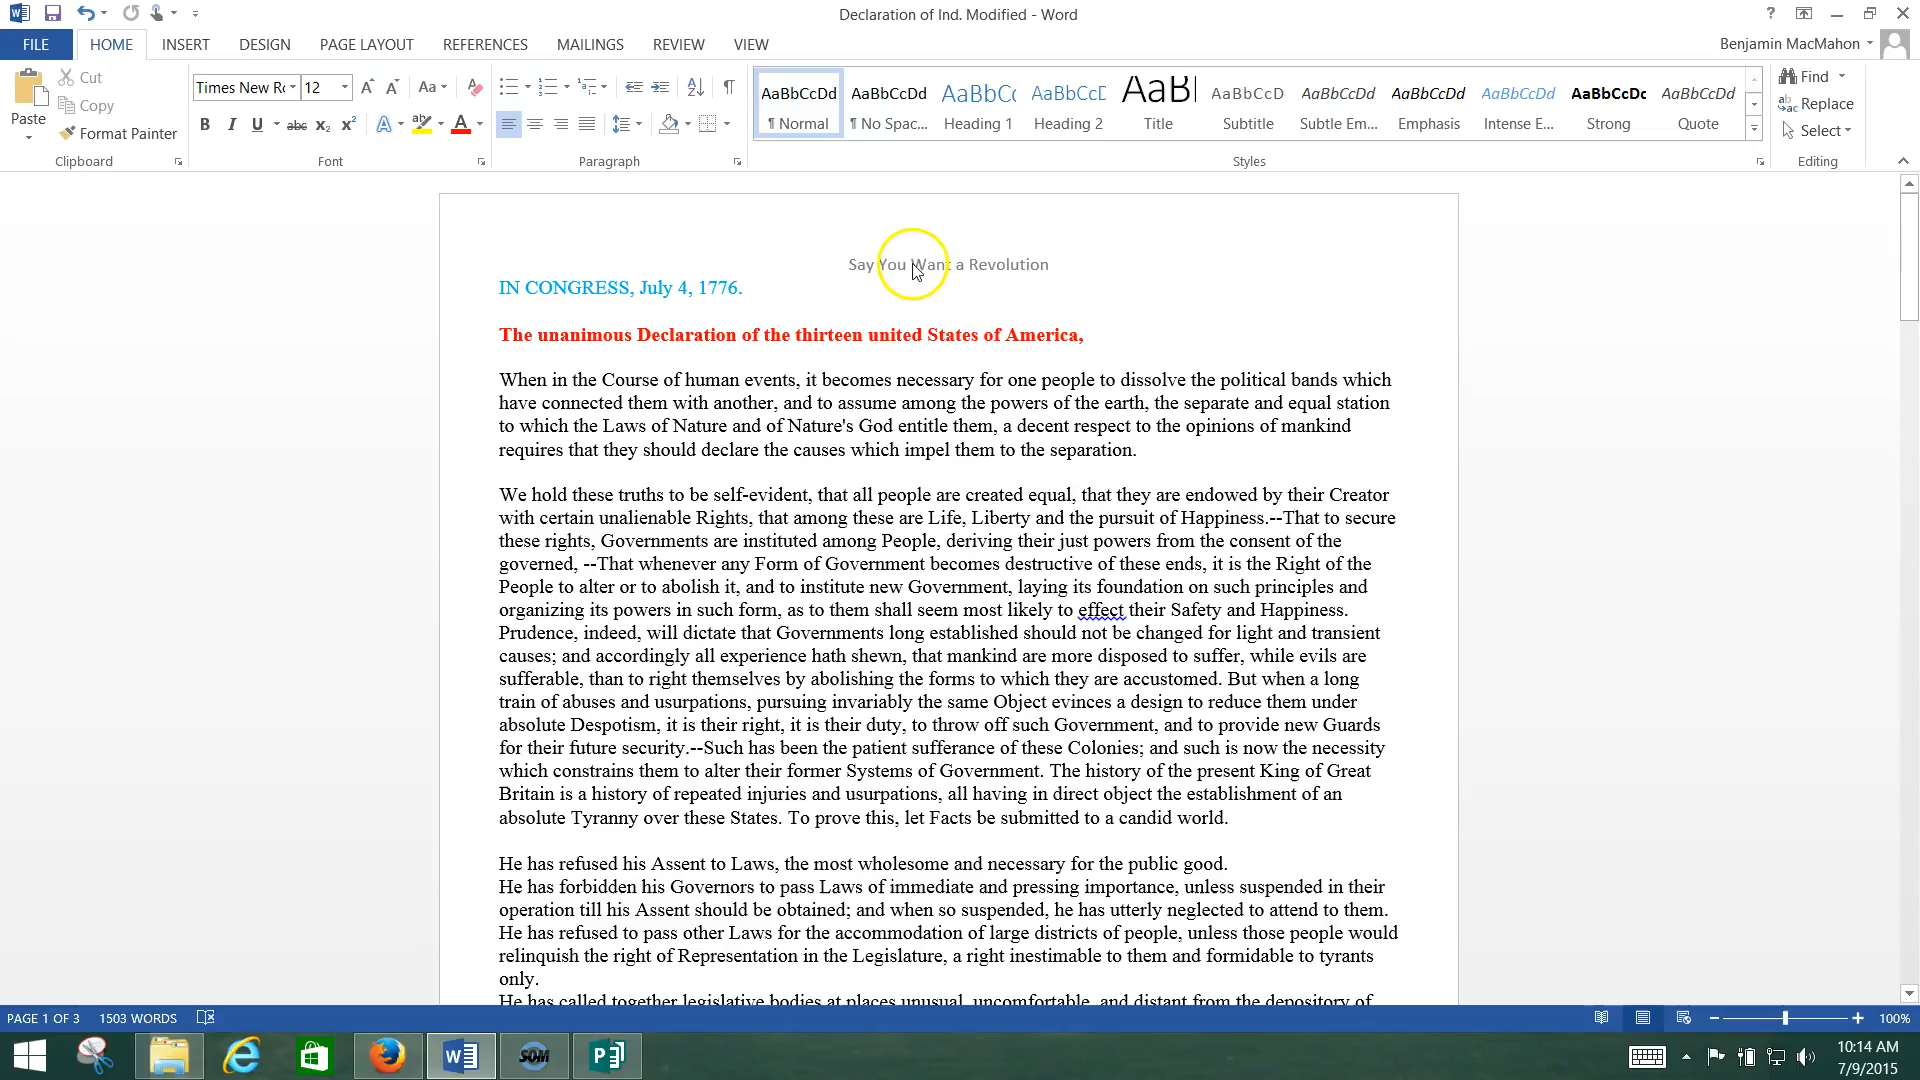 Declaration of Ind. Modified - Word
?
FILE HOME INSERT DESIGN PAGE LAYOUT REFERENCES MAILINGS REVIEW VIEW
Benjamin MacMahon
Paste
Cut
Copy
Format Painter
Clipboard
Times New R 12
Aa
B I U abc X₂ X² A A
Font
A Z ¶
Paragraph
AaBbCcDd AaBbCcDd AaBbCc AaBbCcE AaBI AaBbCcD AaBbCcDd AaBbCcDd AaBbCcDd AaBbCcDc AaBbCcDd
¶ Normal ¶ No Spac... Heading 1 Heading 2 Title Subtitle Subtle Em... Emphasis Intense E... Strong Quote
Styles
Find
Replace
Select
Editing
Say You Want a Revolution
IN CONGRESS, July 4, 1776.
The unanimous Declaration of the thirteen united States of America,
When in the Course of human events, it becomes necessary for one people to dissolve the political bands which
have connected them with another, and to assume among the powers of the earth, the separate and equal station
to which the Laws of Nature and of Nature's God entitle them, a decent respect to the opinions of mankind
requires that they should declare the causes which impel them to the separation.
We hold these truths to be self-evident, that all people are created equal, that they are endowed by their Creator
with certain unalienable Rights, that among these are Life, Liberty and the pursuit of Happiness.--That to secure
these rights, Governments are instituted among People, deriving their just powers from the consent of the
governed, --That whenever any Form of Government becomes destructive of these ends, it is the Right of the
People to alter or to abolish it, and to institute new Government, laying its foundation on such principles and
organizing its powers in such form, as to them shall seem most likely to effect their Safety and Happiness.
Prudence, indeed, will dictate that Governments long established should not be changed for light and transient
causes; and accordingly all experience hath shewn, that mankind are more disposed to suffer, while evils are
sufferable, than to right themselves by abolishing the forms to which they are accustomed. But when a long
train of abuses and usurpations, pursuing invariably the same Object evinces a design to reduce them under
absolute Despotism, it is their right, it is their duty, to throw off such Government, and to provide new Guards
for their future security.--Such has been the patient sufferance of these Colonies; and such is now the necessity
which constrains them to alter their former Systems of Government. The history of the present King of Great
Britain is a history of repeated injuries and usurpations, all having in direct object the establishment of an
absolute Tyranny over these States. To prove this, let Facts be submitted to a candid world.
He has refused his Assent to Laws, the most wholesome and necessary for the public good.
He has forbidden his Governors to pass Laws of immediate and pressing importance, unless suspended in their
operation till his Assent should be obtained; and when so suspended, he has utterly neglected to attend to them.
He has refused to pass other Laws for the accommodation of large districts of people, unless those people would
relinquish the right of Representation in the Legislature, a right inestimable to them and formidable to tyrants
only.
He has called together legislative bodies at places unusual, uncomfortable, and distant from the depository of
PAGE 1 OF 3 1503 WORDS
100%
SOM
10:14 AM
7/9/2015